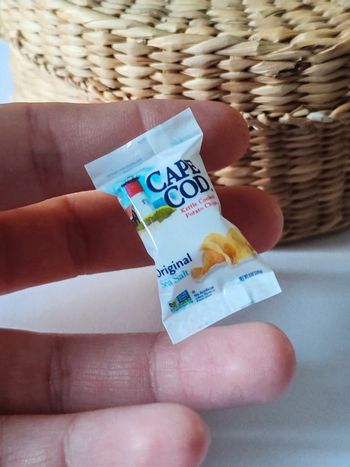 CAPE
COD
Kettle Cooked
Potato Chips
Original
Sea Salt